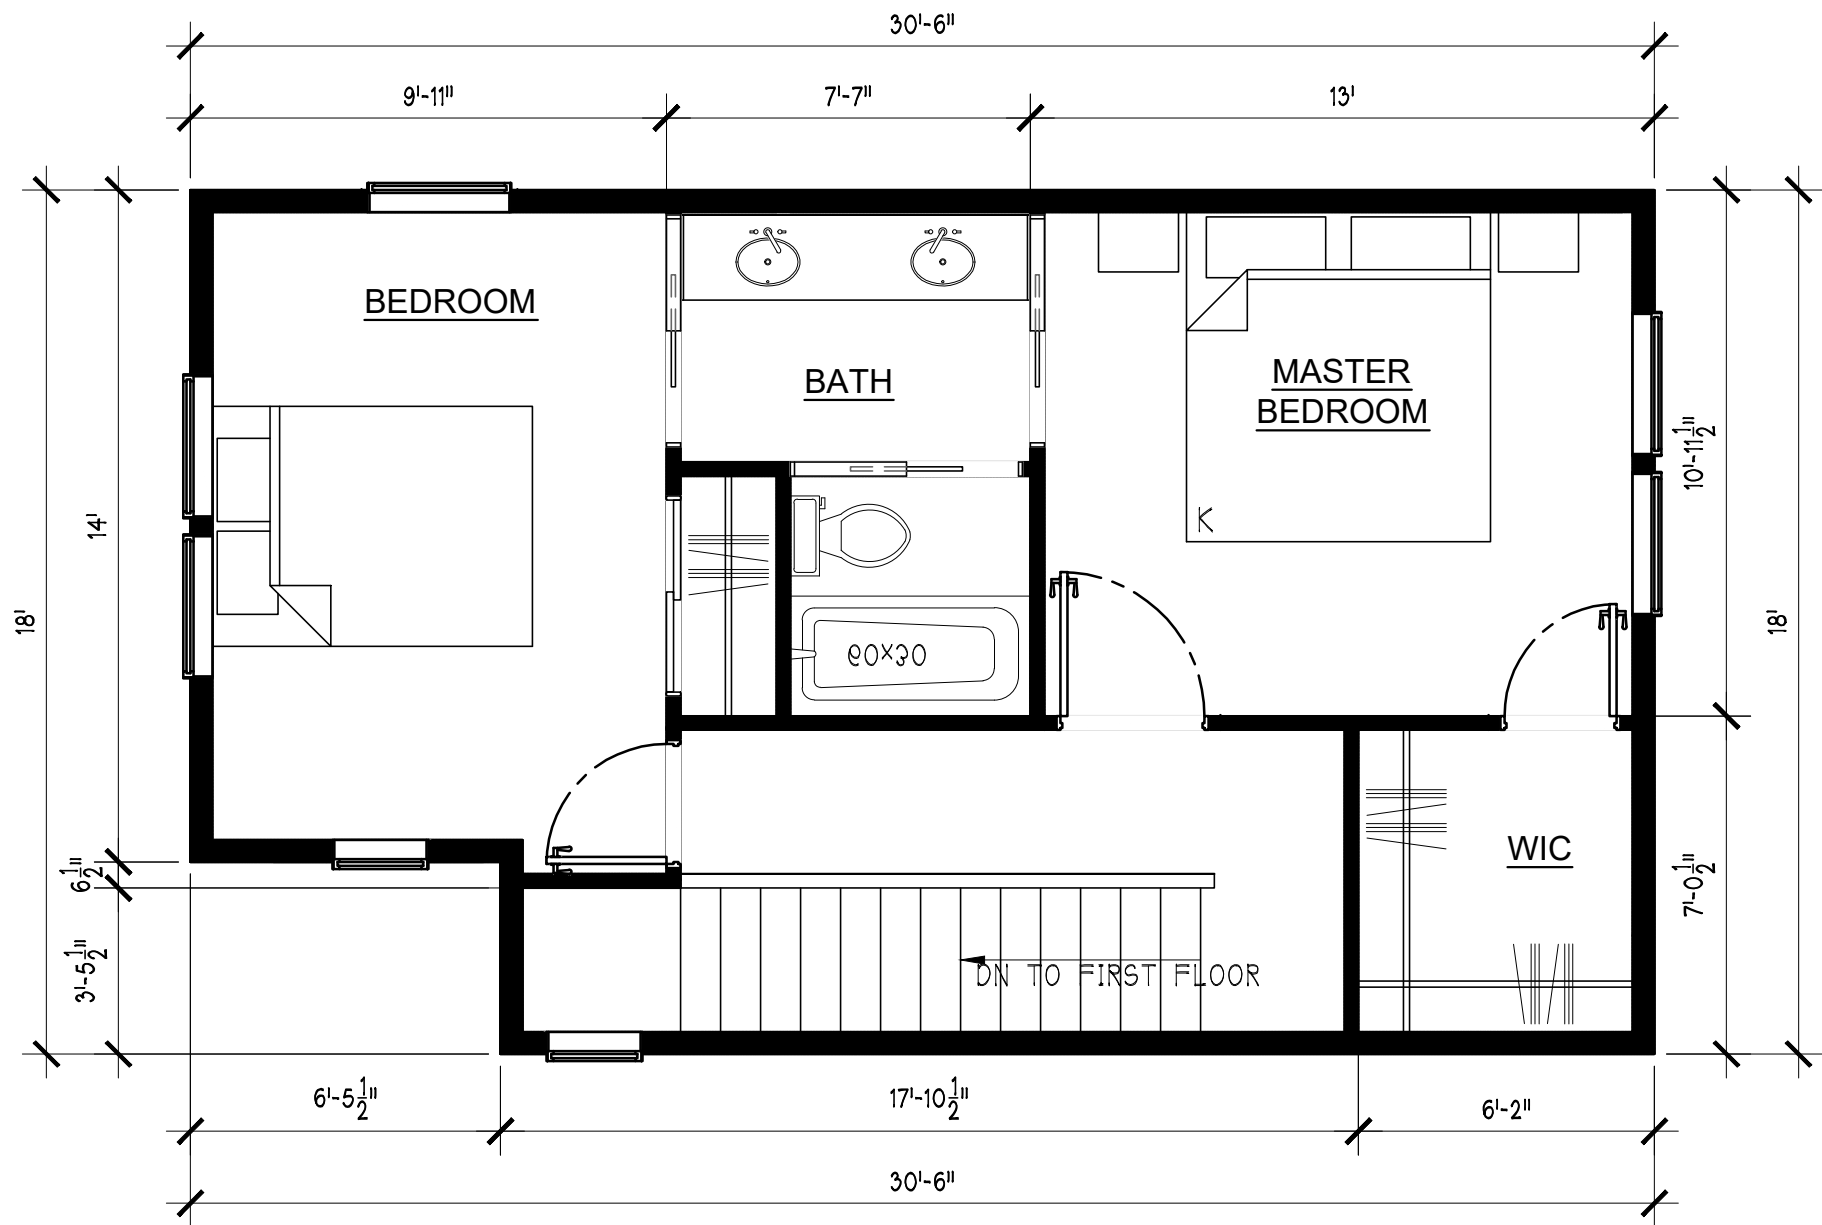 30'-6"
9'-11"
7'-7"
13'
BEDROOM
BATH
MASTER
BEDROOM
K
10'-11 1/2"
14'
18'
18'
60x30
WIC
6 1/2"
7'-0 1/2"
3'-5 1/2"
DN TO FIRST FLOOR
6'-5 1/2"
17'-10 1/2"
6'-2"
30'-6"